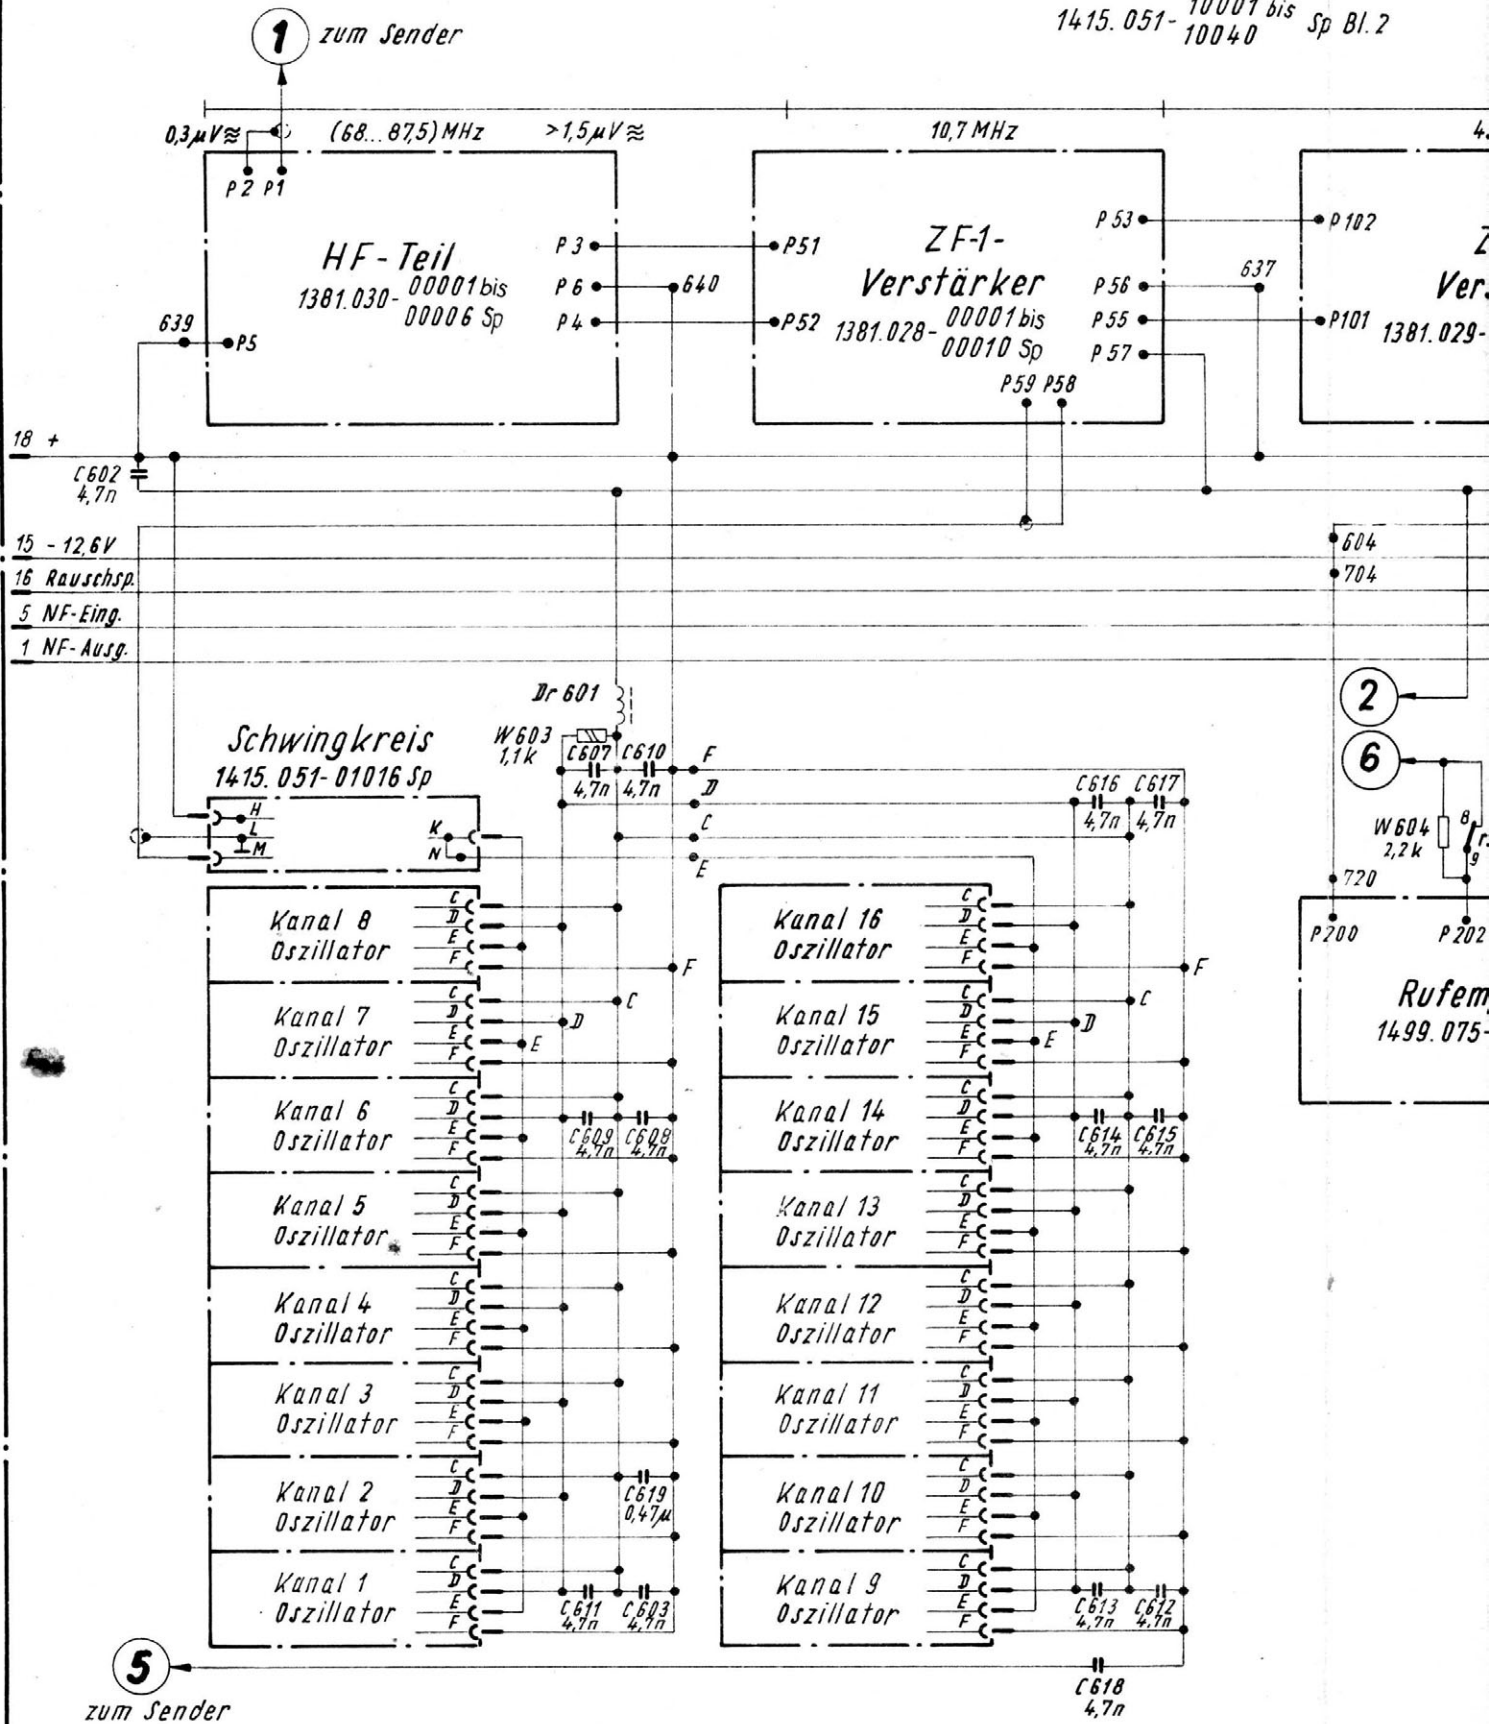 1415.051- 10001 bis 10040 Sp Bl. 2
1 zum Sender
0,3µV≈ (68...87,5) MHz >1,5µV≈ 10,7 MHz
P2 P1
HF-Teil
1381.030- 00001 bis 00006 Sp
P3
P6 640
P4
639 P5
P51
P52
ZF-1-
Verstärker
1381.028- 00001 bis 00010 Sp
P53
P56 637
P55
P57
P59 P58
P102
P101
1381.029-
18 +
C602
4,7n
15 -12,6V
16 Rauschsp.
5 NF-Eing.
1 NF-Ausg.
604
704
2
6
W604
2,2k
8
9
720
P200 P202
1499.075-
Dr 601
W603
1,1k
C607 C610
4,7n 4,7n
F
D
C
E
C616 C617
4,7n 4,7n
Schwingkreis
1415.051-01016 Sp
H
L
M
K
N
Kanal 8
Oszillator
C
D
E
F
F
Kanal 7
Oszillator
C
D
E
F
C
D
E
Kanal 6
Oszillator
C
D
E
F
C609 C608
4,7n 4,7n
Kanal 5
Oszillator
C
D
E
F
Kanal 4
Oszillator
C
D
E
F
Kanal 3
Oszillator
C
D
E
F
Kanal 2
Oszillator
C
D
E
F
C619
0,47µ
Kanal 1
Oszillator
C
D
E
F
C611 C603
4,7n 4,7n
Kanal 16
Oszillator
C
D
E
F
F
Kanal 15
Oszillator
C
D
E
F
C
D
E
Kanal 14
Oszillator
C
D
E
F
C614 C615
4,7n 4,7n
Kanal 13
Oszillator
C
D
E
F
Kanal 12
Oszillator
C
D
E
F
Kanal 11
Oszillator
C
D
E
F
Kanal 10
Oszillator
C
D
E
F
Kanal 9
Oszillator
C
D
E
F
C613 C612
4,7n 4,7n
5
zum Sender
C618
4,7n